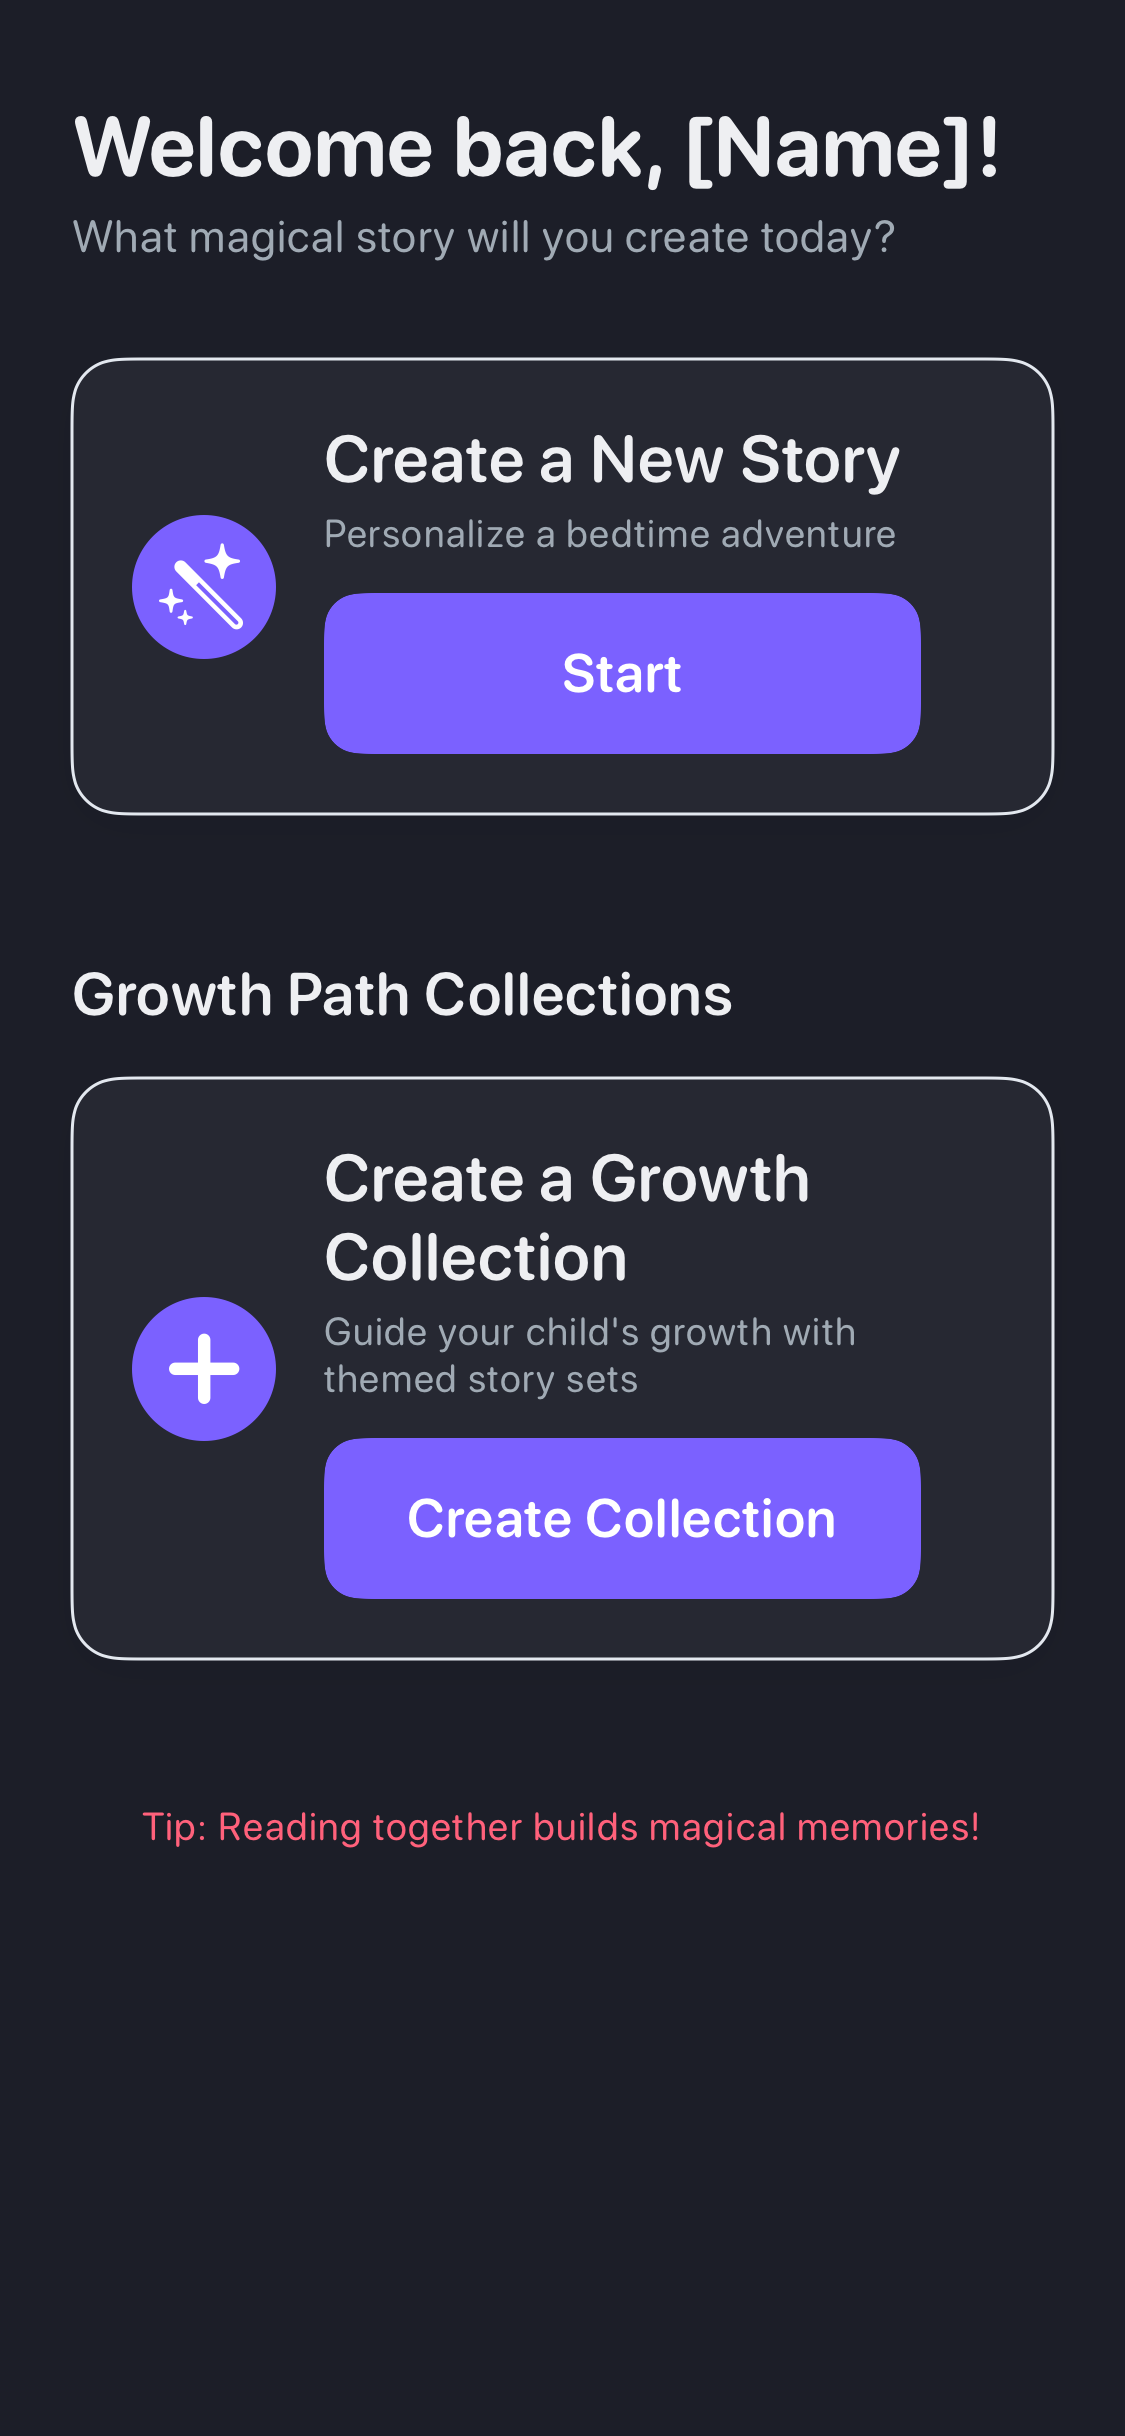 Welcome back, [Name]!
What magical story will you create today?
Create a New Story
Personalize a bedtime adventure
Start
Growth Path Collections
Create a Growth
Collection
Guide your child's growth with
themed story sets
Create Collection
Tip: Reading together builds magical memories!